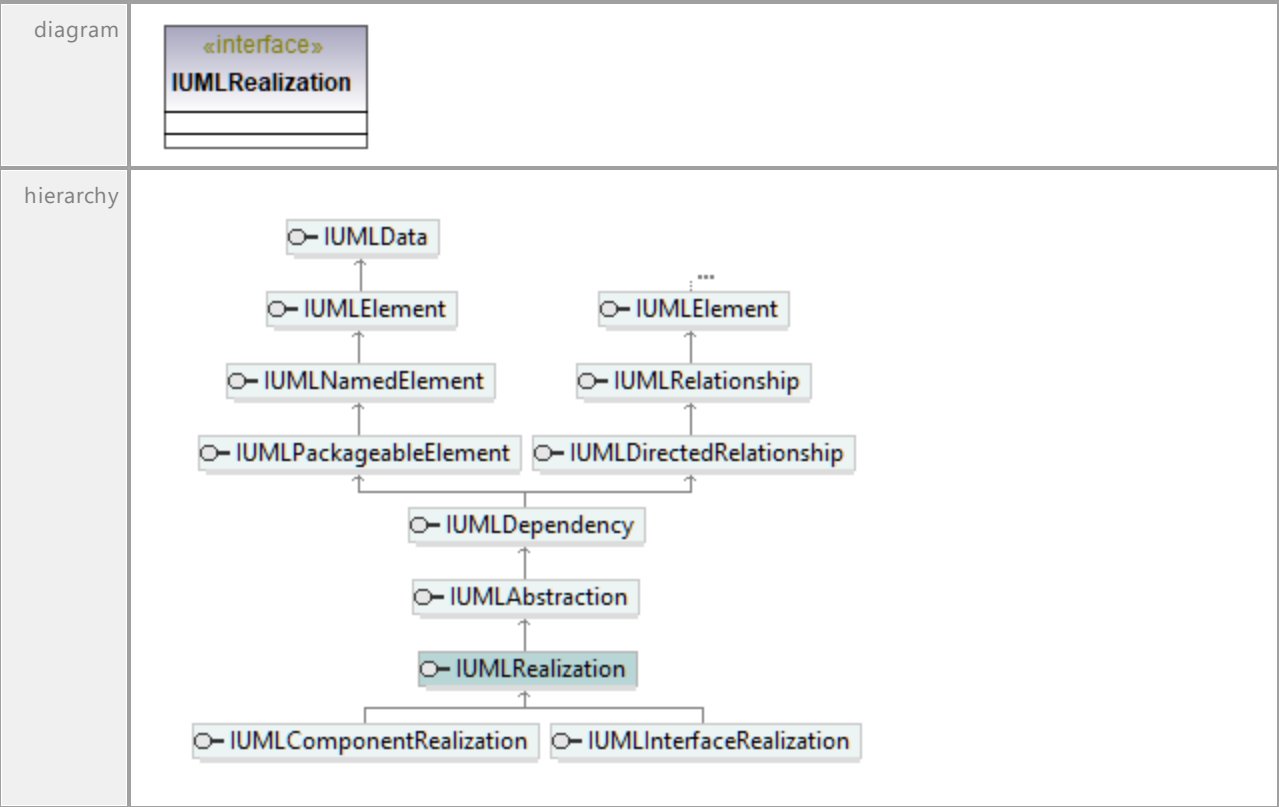 diagram
«interface»
IUMLRealization
hierarchy
IUMLData
...
IUMLElement
IUMLElement
IUMLNamedElement
IUMLRelationship
IUMLPackageableElement
IUMLDirectedRelationship
IUMLDependency
IUMLAbstraction
IUMLRealization
IUMLComponentRealization
IUMLInterfaceRealization